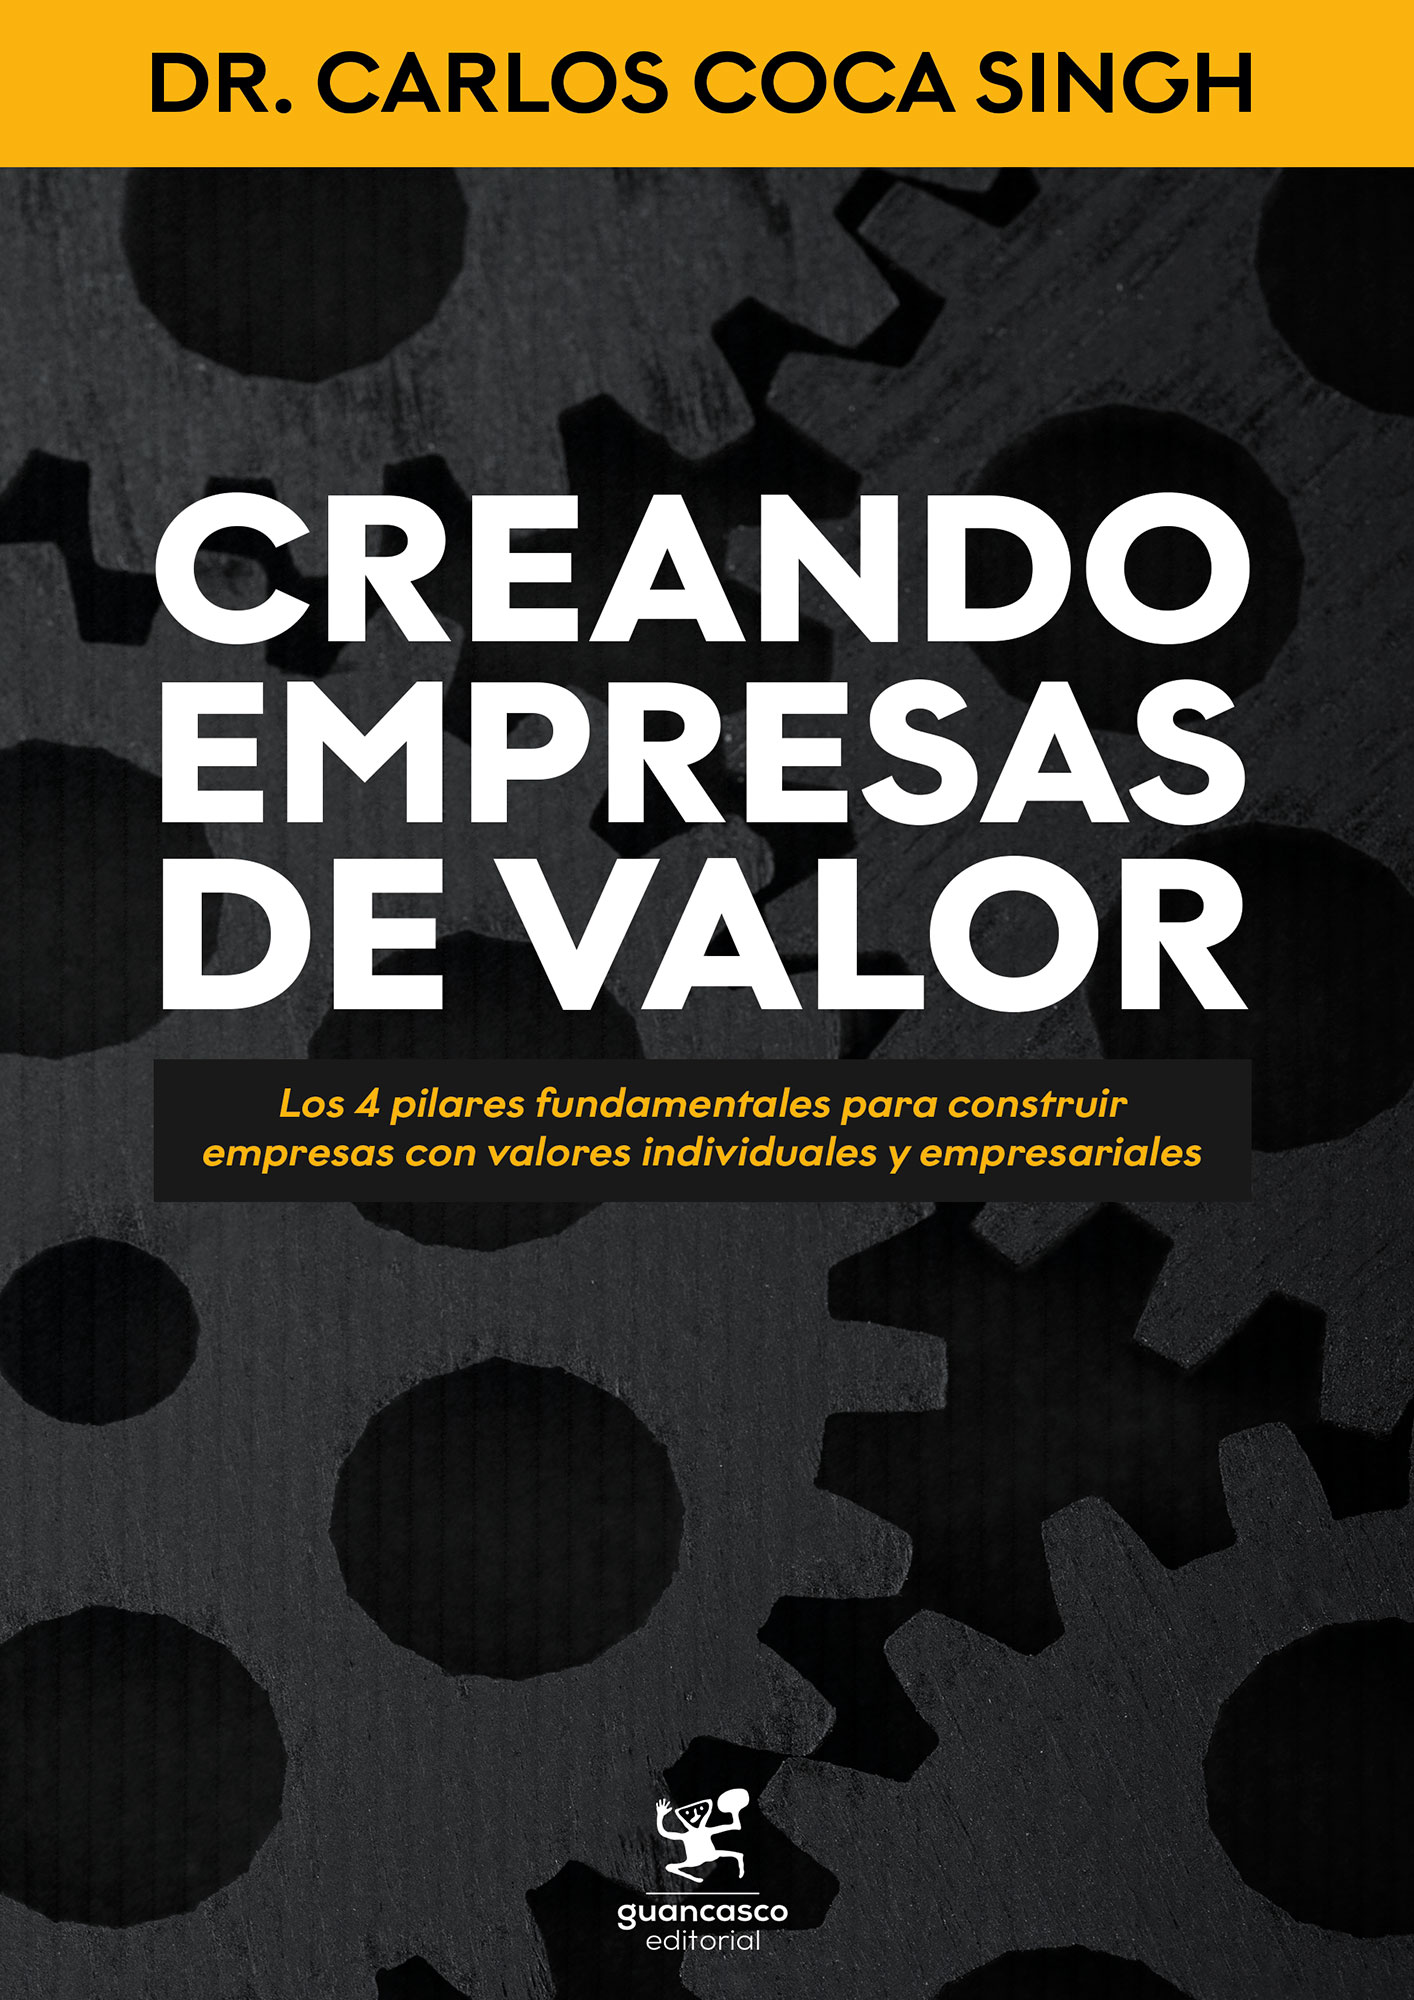 DR. CARLOS COCA SINGH
CREANDO
EMPRESAS
DE VALOR
Los 4 pilares fundamentales para construir
empresas con valores individuales y empresariales
guancasco
editorial